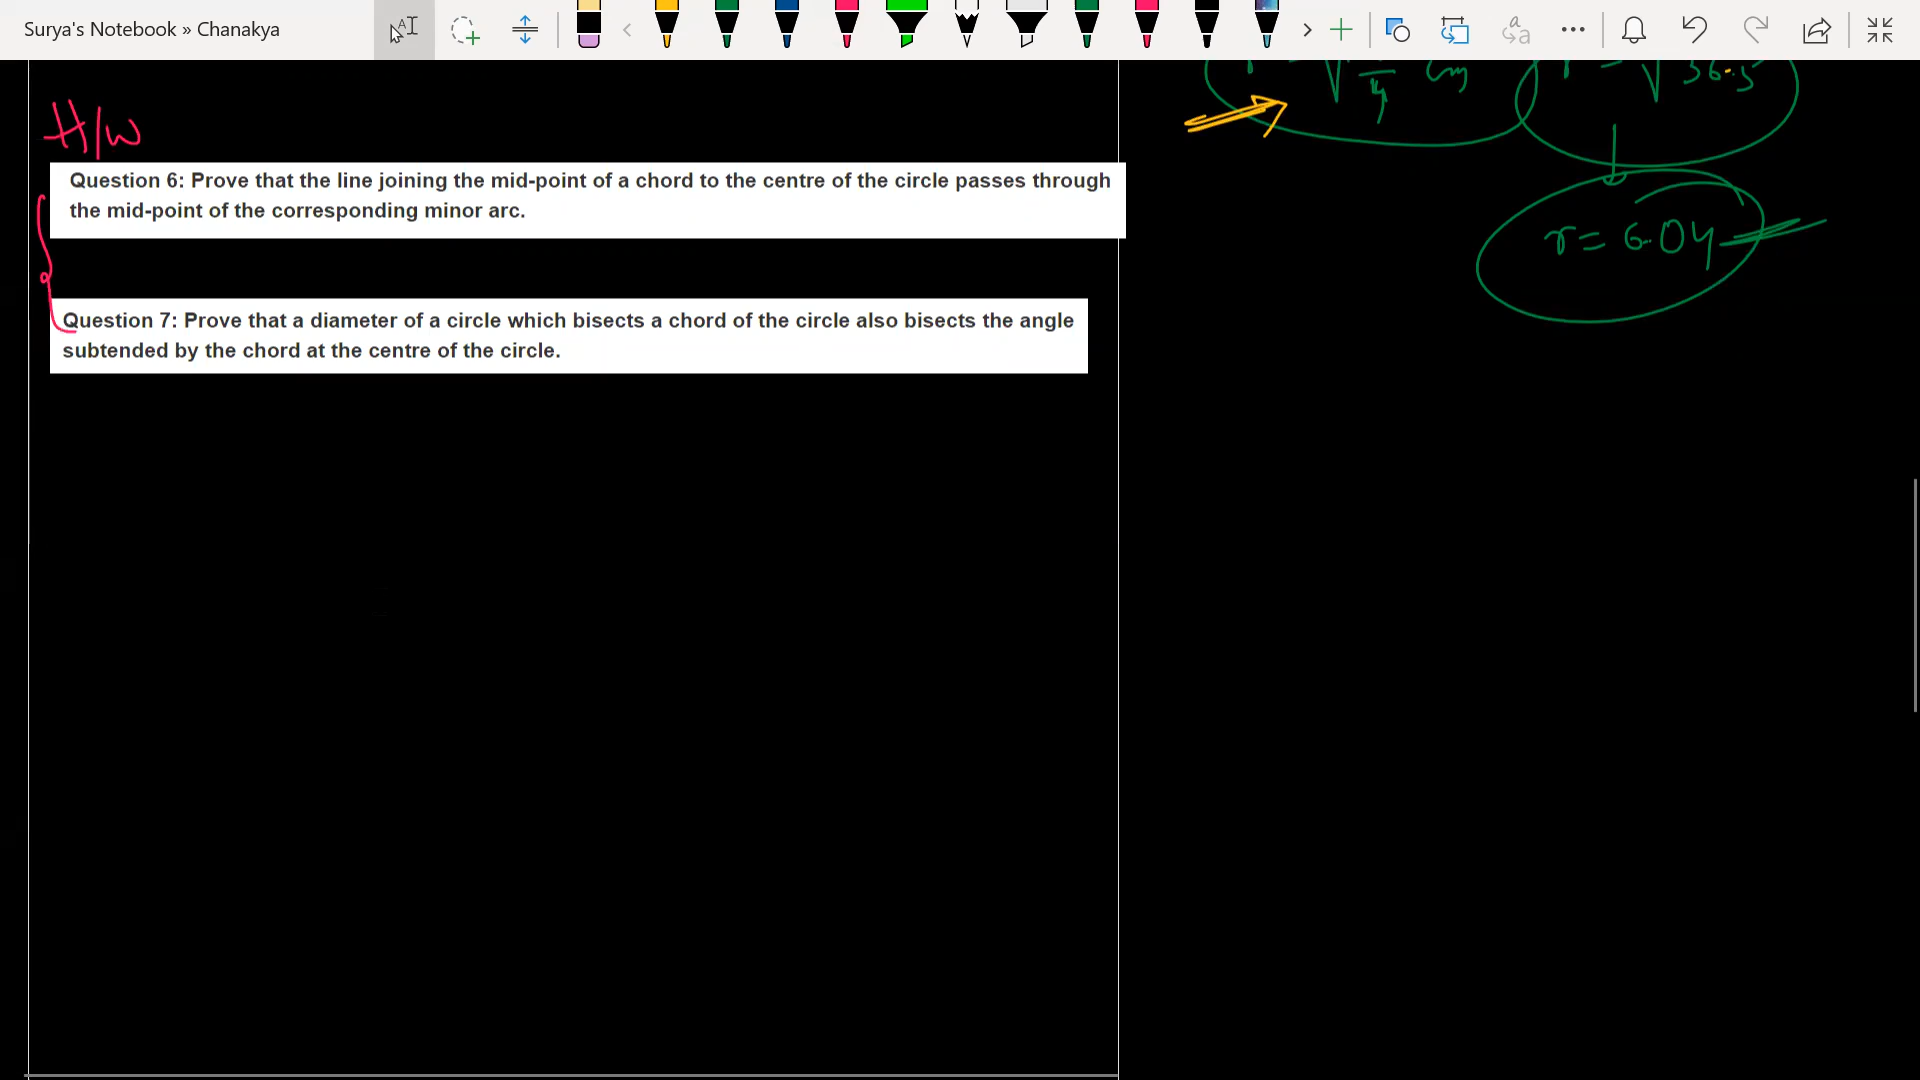 Surya's Notebook » Chanakya
H/W
Question 6: Prove that the line joining the mid-point of a chord to the centre of the circle passes through
the mid-point of the corresponding minor arc.
Question 7: Prove that a diameter of a circle which bisects a chord of the circle also bisects the angle
subtended by the chord at the centre of the circle.
cm
36.5
r = 6.04